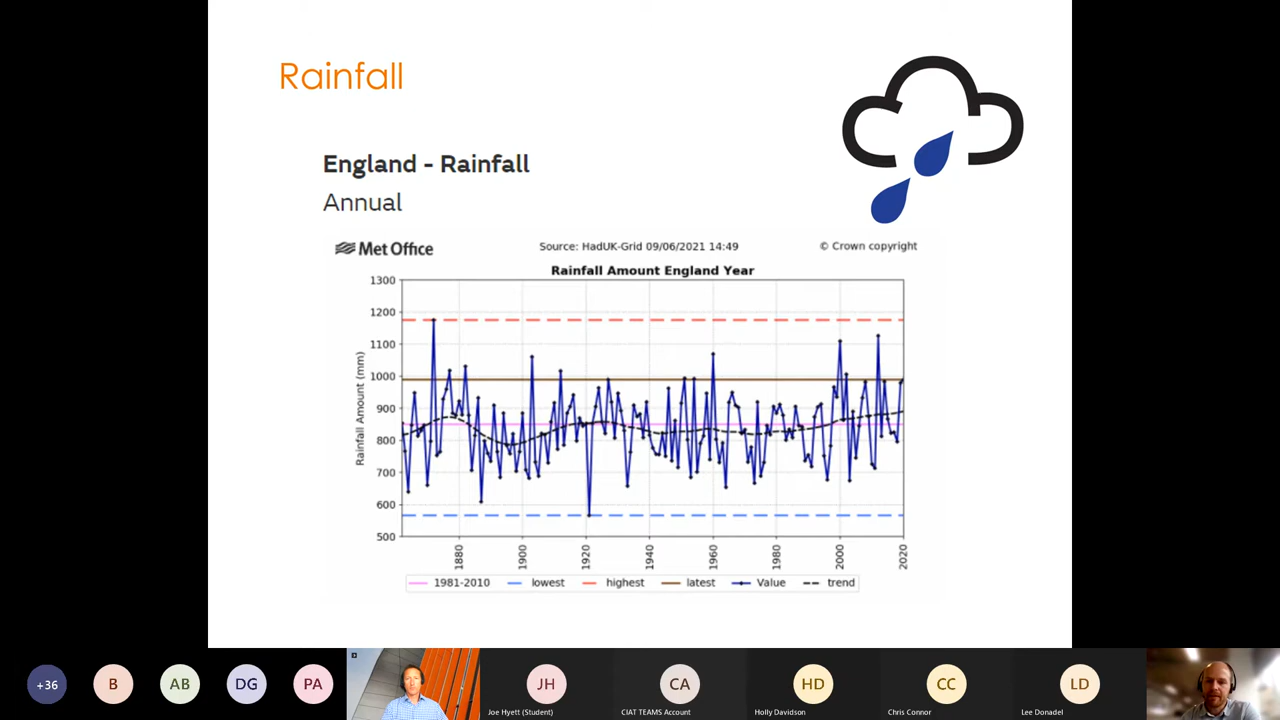 Rainfall
England - Rainfall
Annual
Met Office
Source: HadUK-Grid 09/06/2021 14:49
© Crown copyright
Rainfall Amount England Year
Rainfall Amount (mm)
1300
1200
1100
1000
900
800
700
600
500
1880
1900
1920
1940
1960
1980
2000
2020
1981-2010 lowest highest latest Value trend
+36 B AB DG PA JH CA HD CC LD
Joe Hyett (Student) CIAT TEAMS Account Holly Davidson Chris Connor Lee Donadel